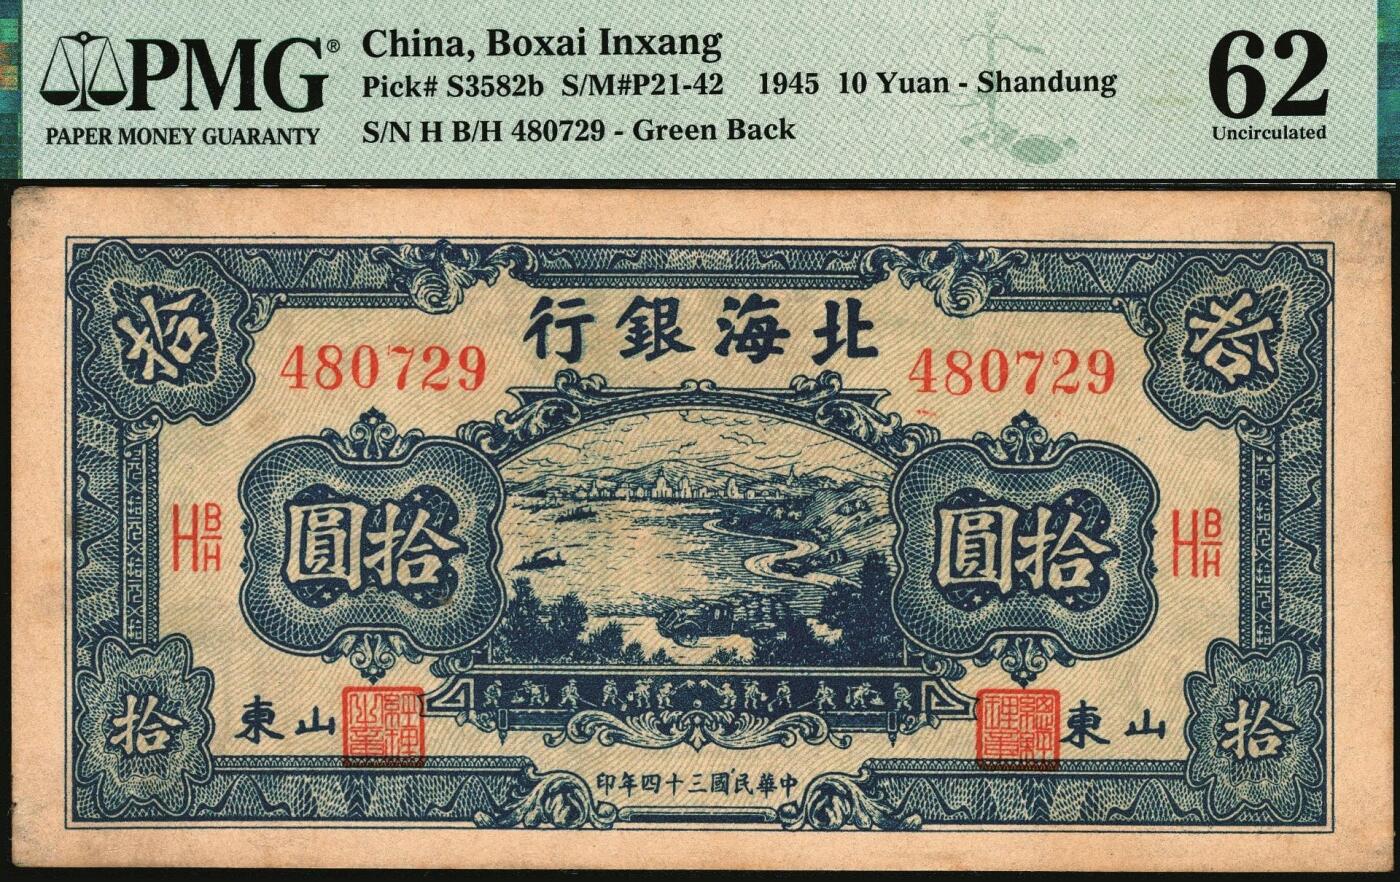 PMG®
PAPER MONEY GUARANTY
China, Boxai Inxang
Pick# S3582b S/M#P21-42 1945 10 Yuan - Shandung
S/N H B/H 480729 - Green Back
62
Uncirculated
拾
行銀海北
拾
480729
480729
H B/H
圓拾
圓拾
H B/H
東山
東山
拾
拾
印年四十三國民華中